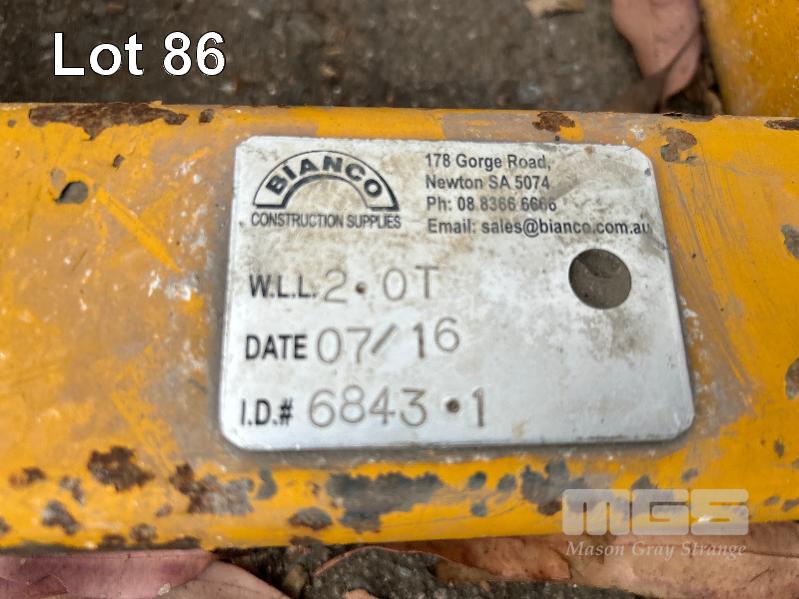 Lot 86
BIANCO
CONSTRUCTION SUPPLIES
178 Gorge Road,
Newton SA 5074
Ph: 08 8366 6666
Email: sales@bianco.com.au
W.L.L. 2.0T
DATE 07/16
I.D.# 6843.1
MGS
Mason Gray Strange